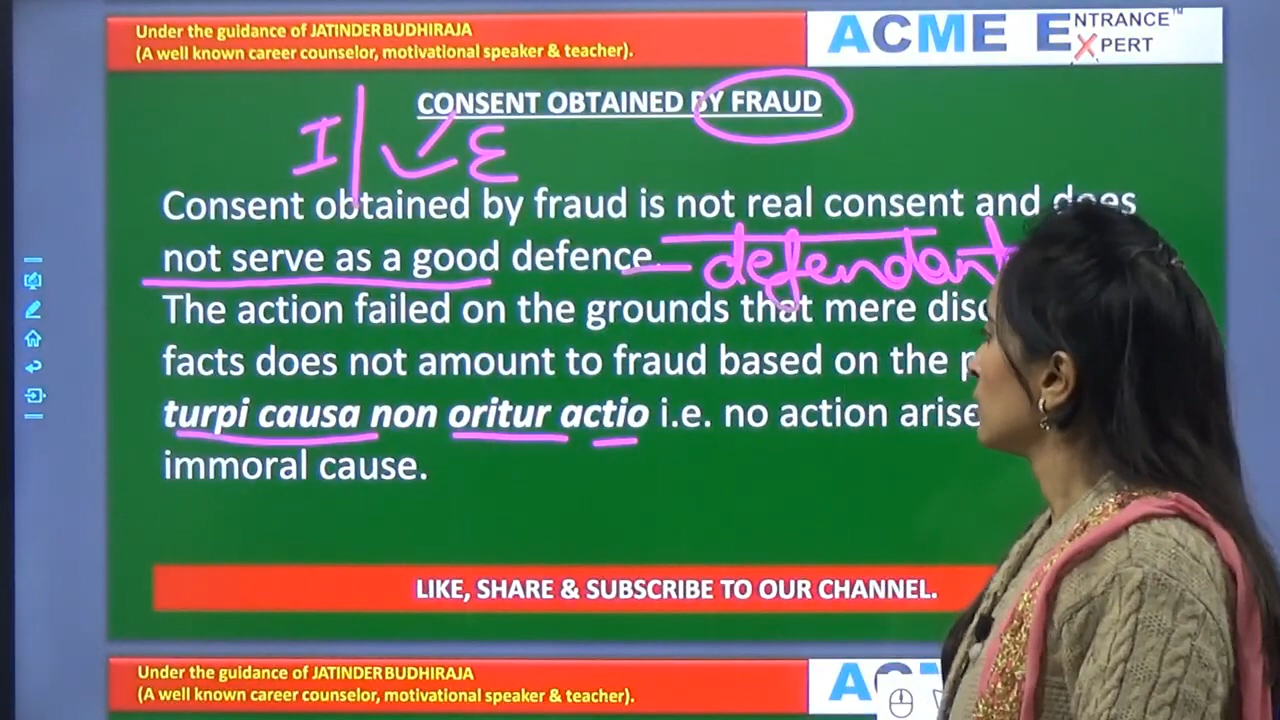 Under the guidance of JATINDER BUDHIRAJA
(A well known career counselor, motivational speaker & teacher).
ACME ENTRANCE EXPERT
TM
CONSENT OBTAINED BY FRAUD
I
E
Consent obtained by fraud is not real consent and does
not serve as a good defence.
defendant
The action failed on the grounds that mere
facts does not amount to fraud based on the
turpi causa non oritur actio i.e. no action
immoral cause.
LIKE, SHARE & SUBSCRIBE TO OUR CHANNEL.
Under the guidance of JATINDER BUDHIRAJA
(A well known career counselor, motivational speaker & teacher).